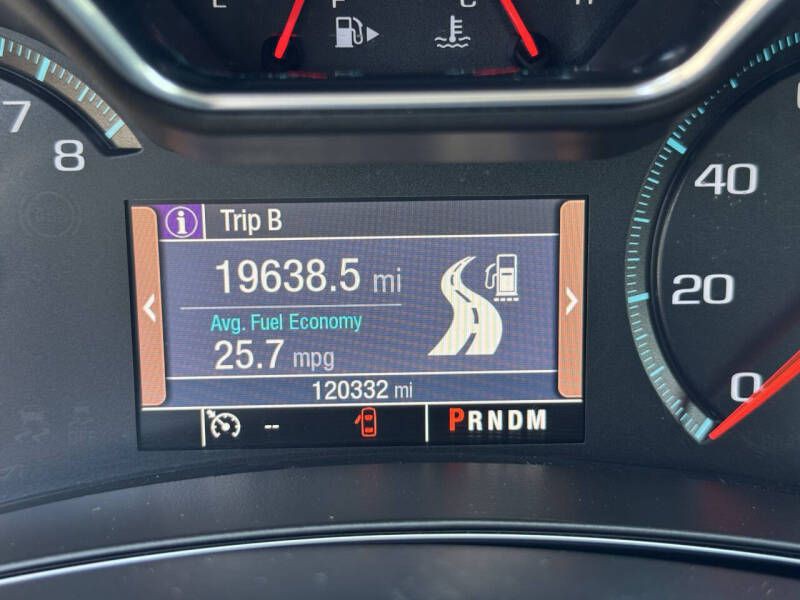 E F C H
7
8
40
20
0
i Trip B
19638.5 mi
Avg. Fuel Economy
25.7 mpg
120332 mi
-- PRNDM